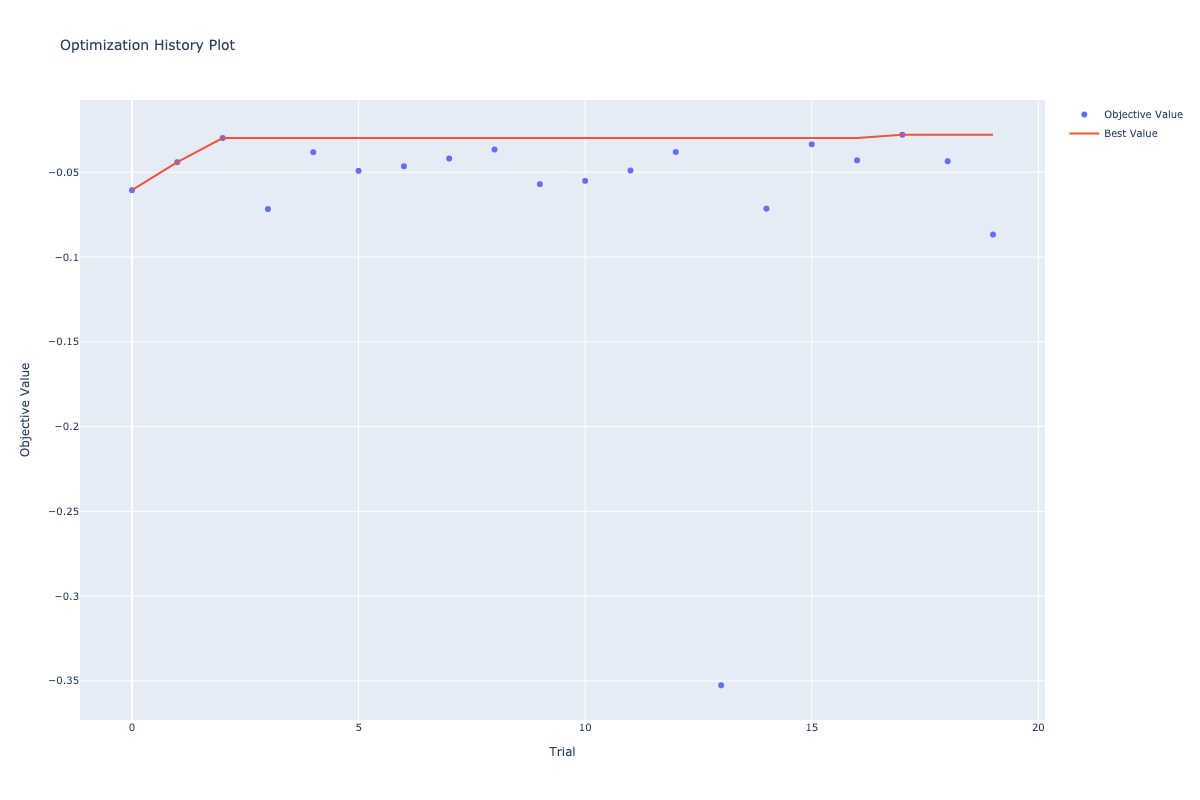 Optimization History Plot
Objective Value
Best Value
−0.05
−0.1
−0.15
−0.2
−0.25
−0.3
−0.35
Objective Value
0
5
10
15
20
Trial